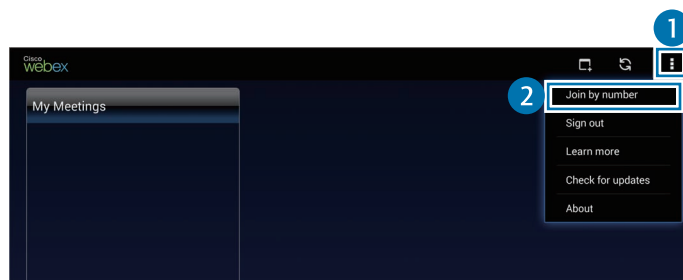 1
Cisco
webex
2
Join by number
My Meetings
Sign out
Learn more
Check for updates
About